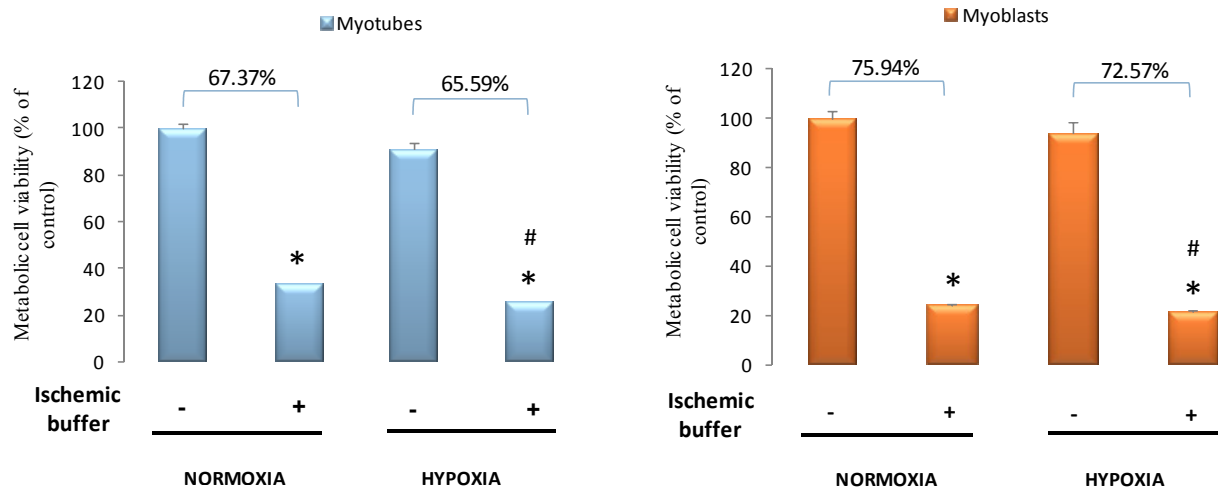 Myotubes
67.37%
65.59%
120
100
80
60
40
20
0
Metabolic cell viability (% of
control)
*
#
*
Ischemic
buffer
-
+
-
+
NORMOXIA
HYPOXIA
Myoblasts
75.94%
72.57%
120
100
80
60
40
20
0
Metabolic cell viability (% of
control)
*
#
*
Ischemic
buffer
-
+
-
+
NORMOXIA
HYPOXIA